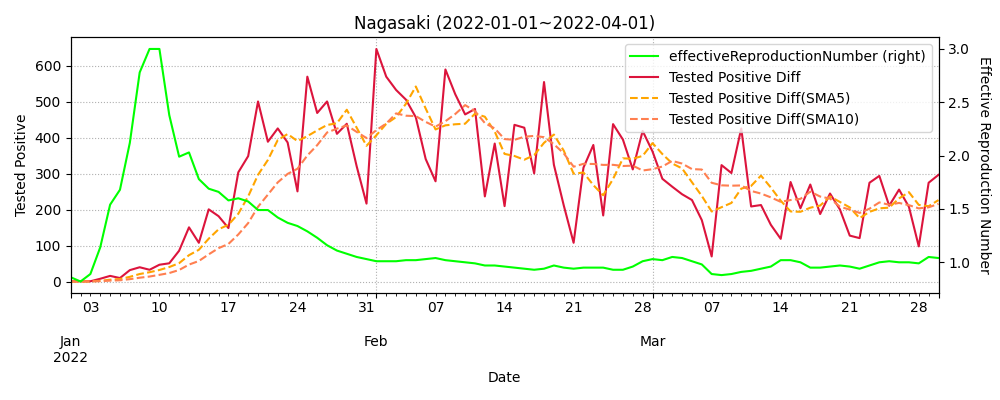 Nagasaki (2022-01-01~2022-04-01)
Tested Positive
600
500
400
300
200
100
0
3.0
2.5
2.0
1.5
1.0
Effective Reproduction Number
effectiveReproductionNumber (right)
Tested Positive Diff
Tested Positive Diff(SMA5)
Tested Positive Diff(SMA10)
03 10 17 24 31 07 14 21 28 07 14 21 28
Jan Feb Mar
2022
Date